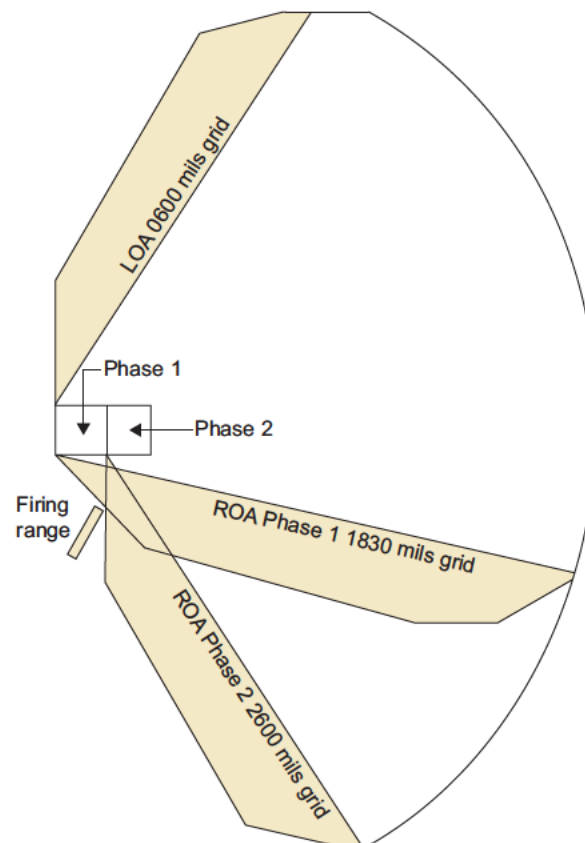 LOA 0600 mils grid
Phase 1
Phase 2
Firing
range
ROA Phase 1 1830 mils grid
ROA Phase 2 2600 mils grid